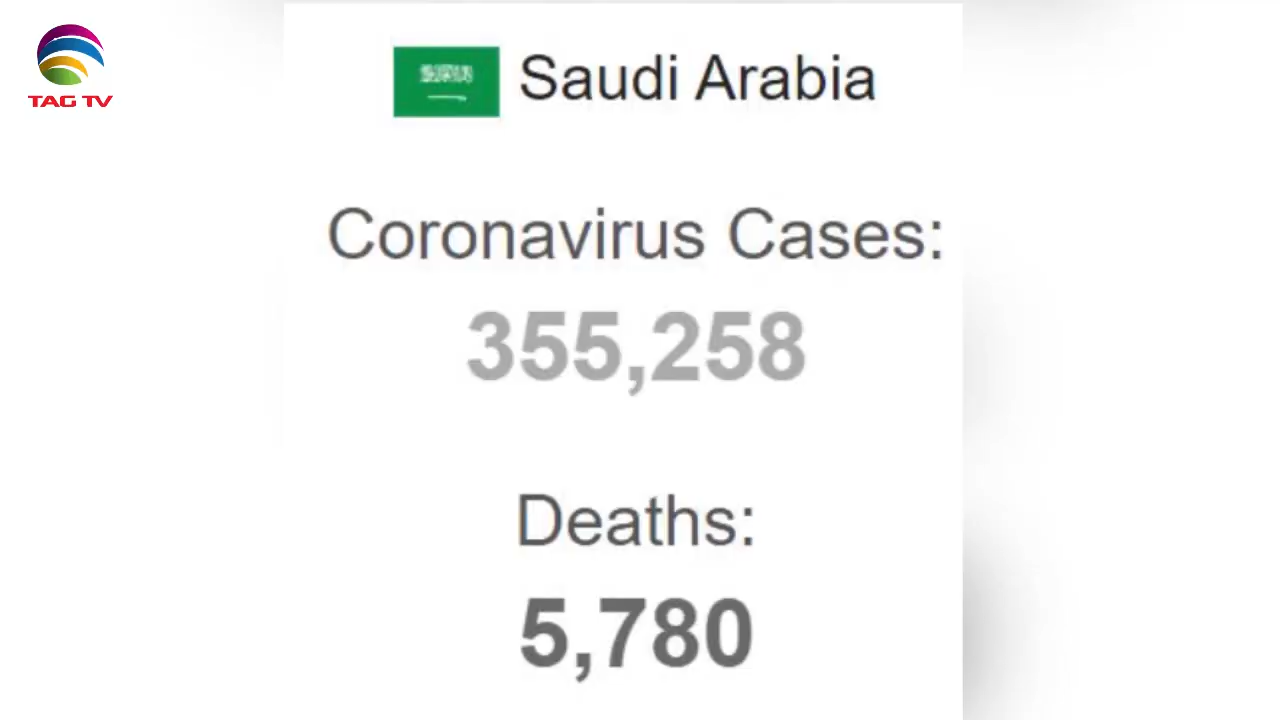 TAG TV
Saudi Arabia
Coronavirus Cases:
355,258
Deaths:
5,780